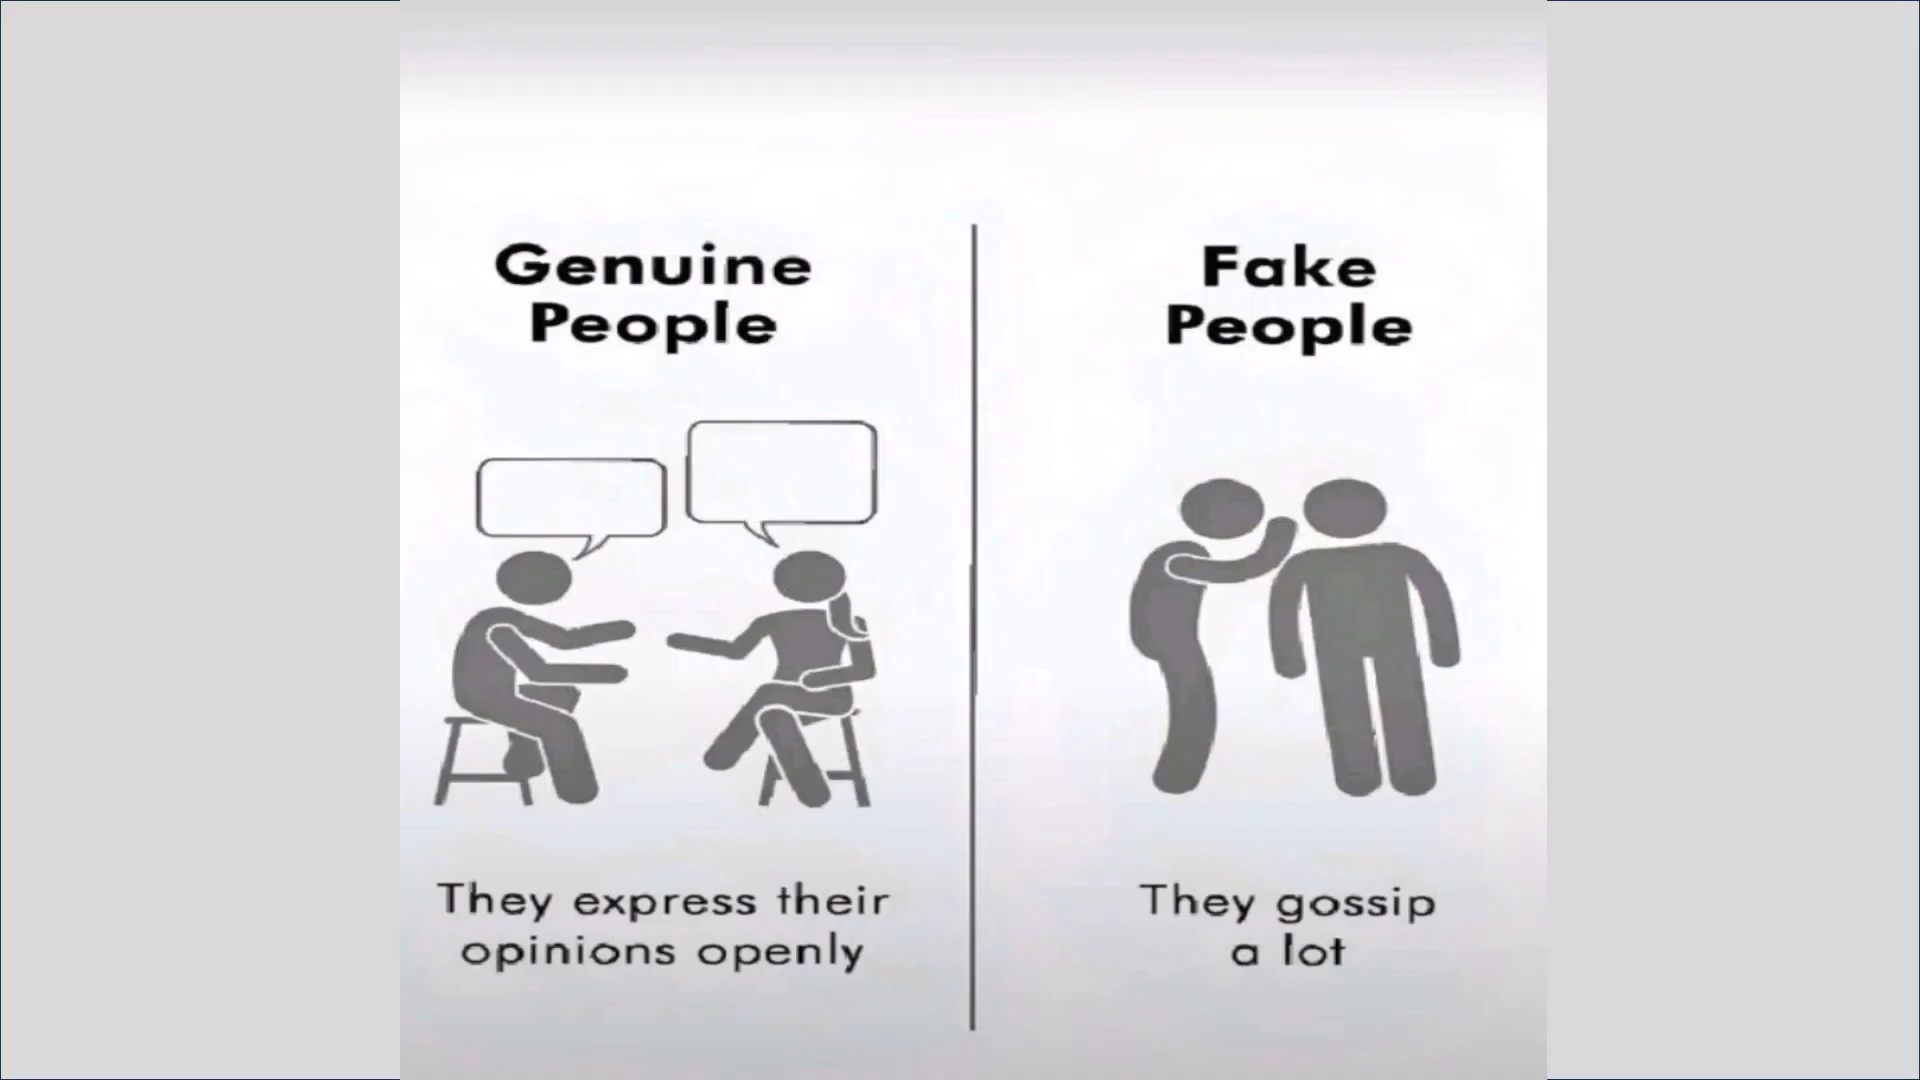 Genuine
People
They express their
opinions openly
Fake
People
They gossip
a lot